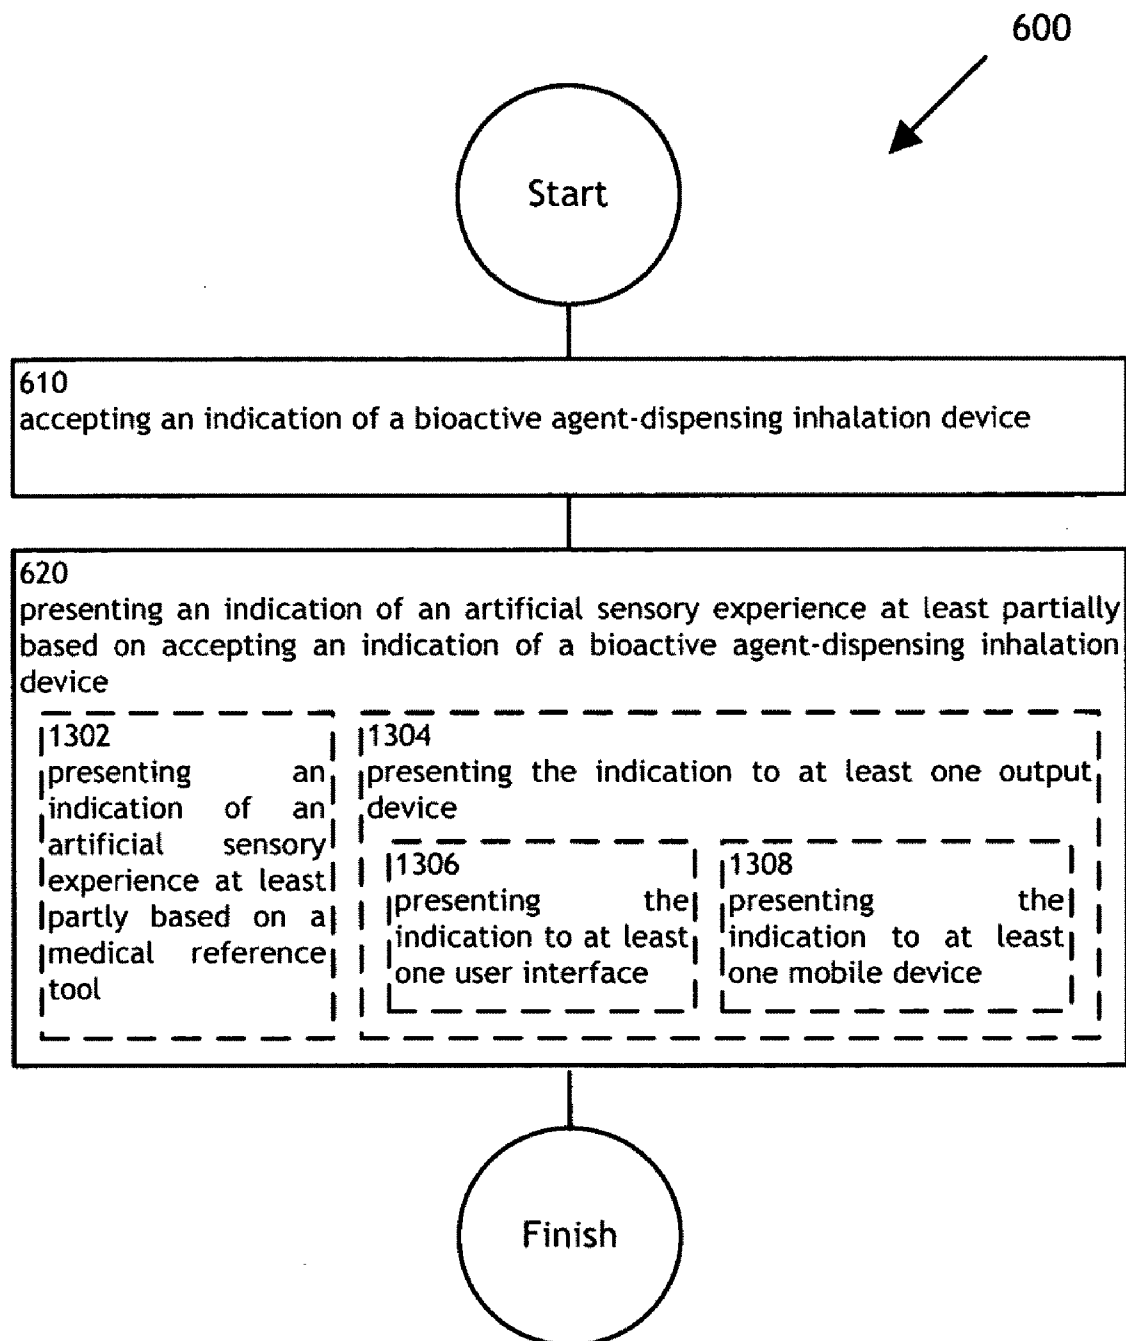 600
Start
610
accepting an indication of a bioactive agent-dispensing inhalation device
620
presenting an indication of an artificial sensory experience at least partially
based on accepting an indication of a bioactive agent-dispensing inhalation
device
1302
presenting an
indication of an
artificial sensory
experience at least
partly based on a
medical reference
tool
1304
presenting the indication to at least one output
device
1306
presenting the
indication to at least
one user interface
1308
presenting the
indication to at least
one mobile device
Finish